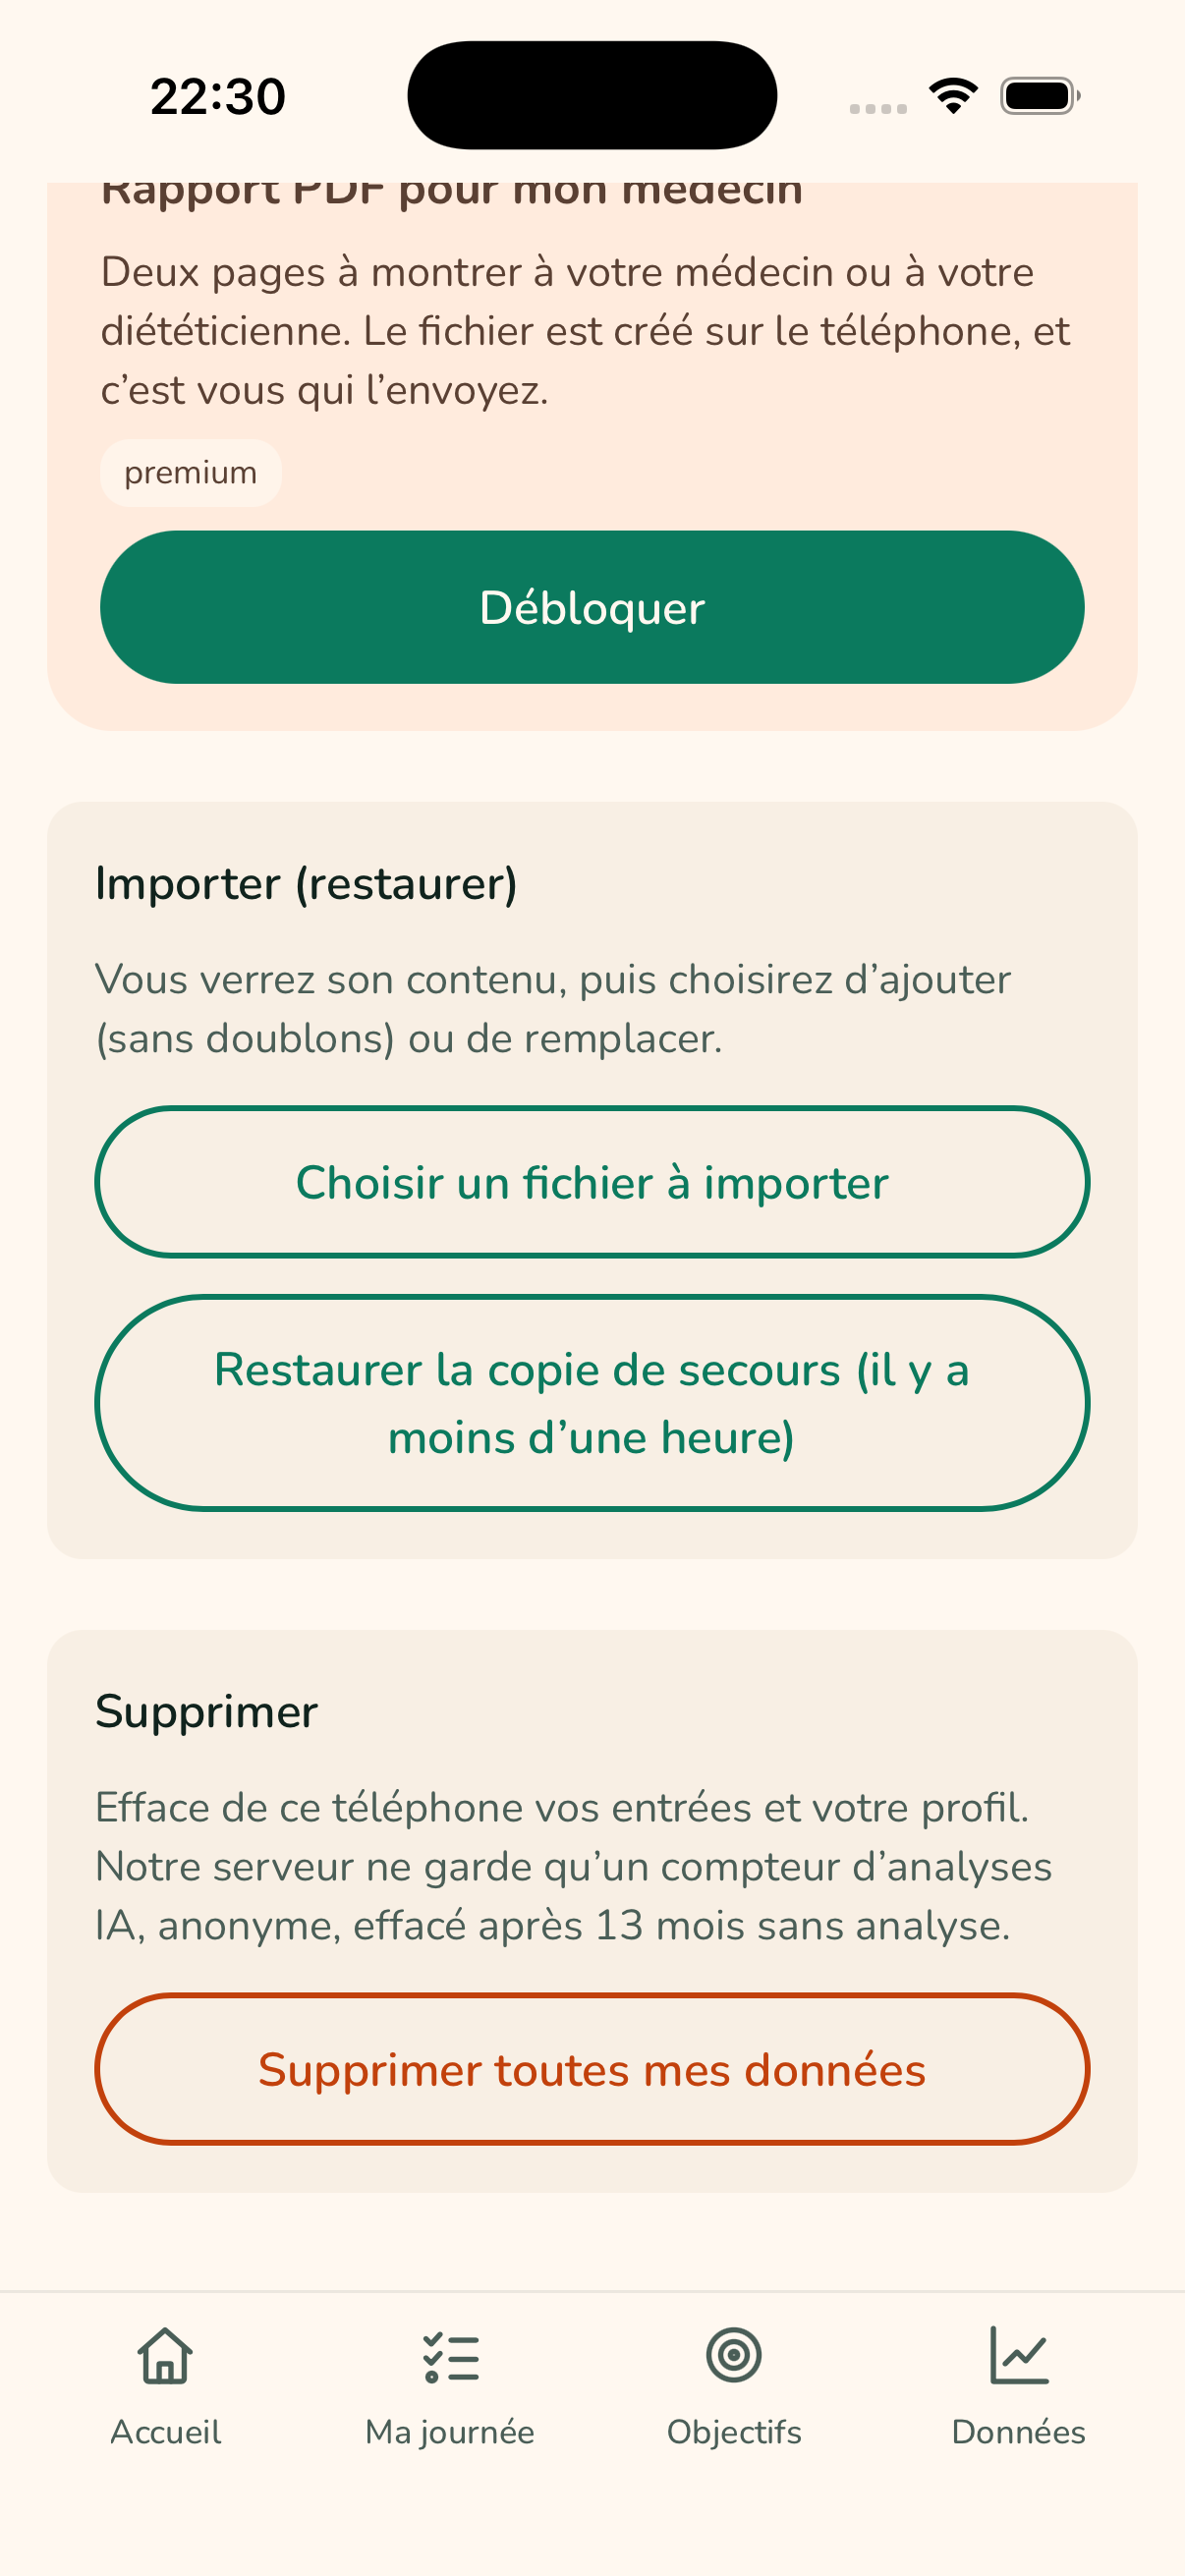 22:30
Rapport PDF pour mon médecin
Deux pages à montrer à votre médecin ou à votre
diététicienne. Le fichier est créé sur le téléphone, et
c’est vous qui l’envoyez.
premium
Débloquer
Importer (restaurer)
Vous verrez son contenu, puis choisirez d’ajouter
(sans doublons) ou de remplacer.
Choisir un fichier à importer
Restaurer la copie de secours (il y a
moins d’une heure)
Supprimer
Efface de ce téléphone vos entrées et votre profil.
Notre serveur ne garde qu’un compteur d’analyses
IA, anonyme, effacé après 13 mois sans analyse.
Supprimer toutes mes données
Accueil
Ma journée
Objectifs
Données